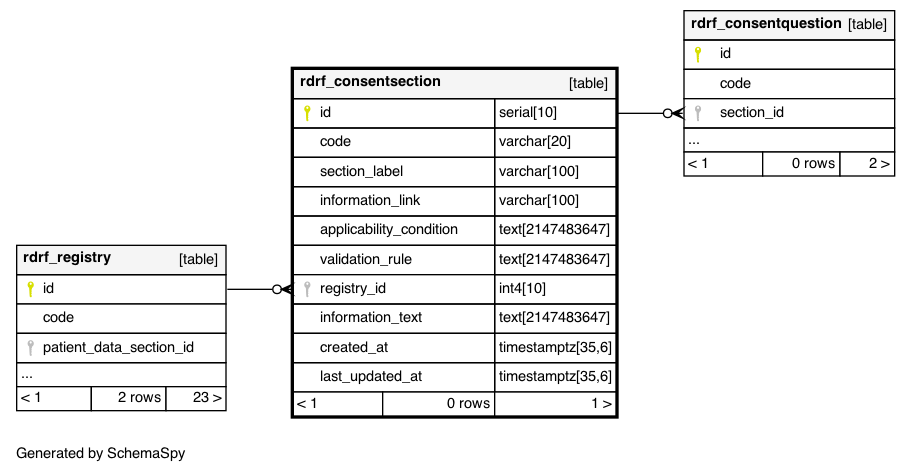 rdrf_consentquestion [table]
id
code
section_id
...
< 1 0 rows 2 >
rdrf_consentsection [table]
id serial[10]
code varchar[20]
section_label varchar[100]
information_link varchar[100]
applicability_condition text[2147483647]
validation_rule text[2147483647]
registry_id int4[10]
information_text text[2147483647]
created_at timestamptz[35,6]
last_updated_at timestamptz[35,6]
< 1 0 rows 1 >
rdrf_registry [table]
id
code
patient_data_section_id
...
< 1 2 rows 23 >
Generated by SchemaSpy